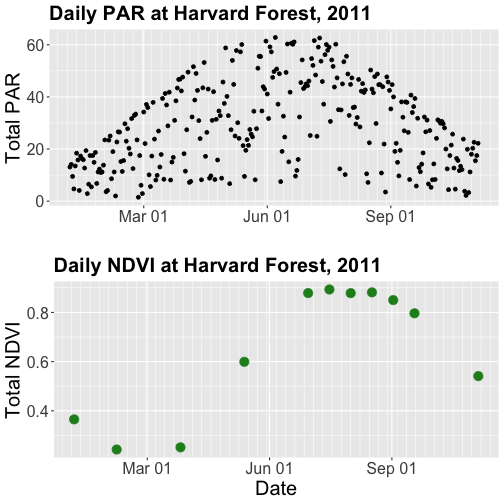 Daily PAR at Harvard Forest, 2011
Total PAR
60
40
20
0
Mar 01 Jun 01 Sep 01
Daily NDVI at Harvard Forest, 2011
Total NDVI
0.8
0.6
0.4
Mar 01 Jun 01 Sep 01
Date